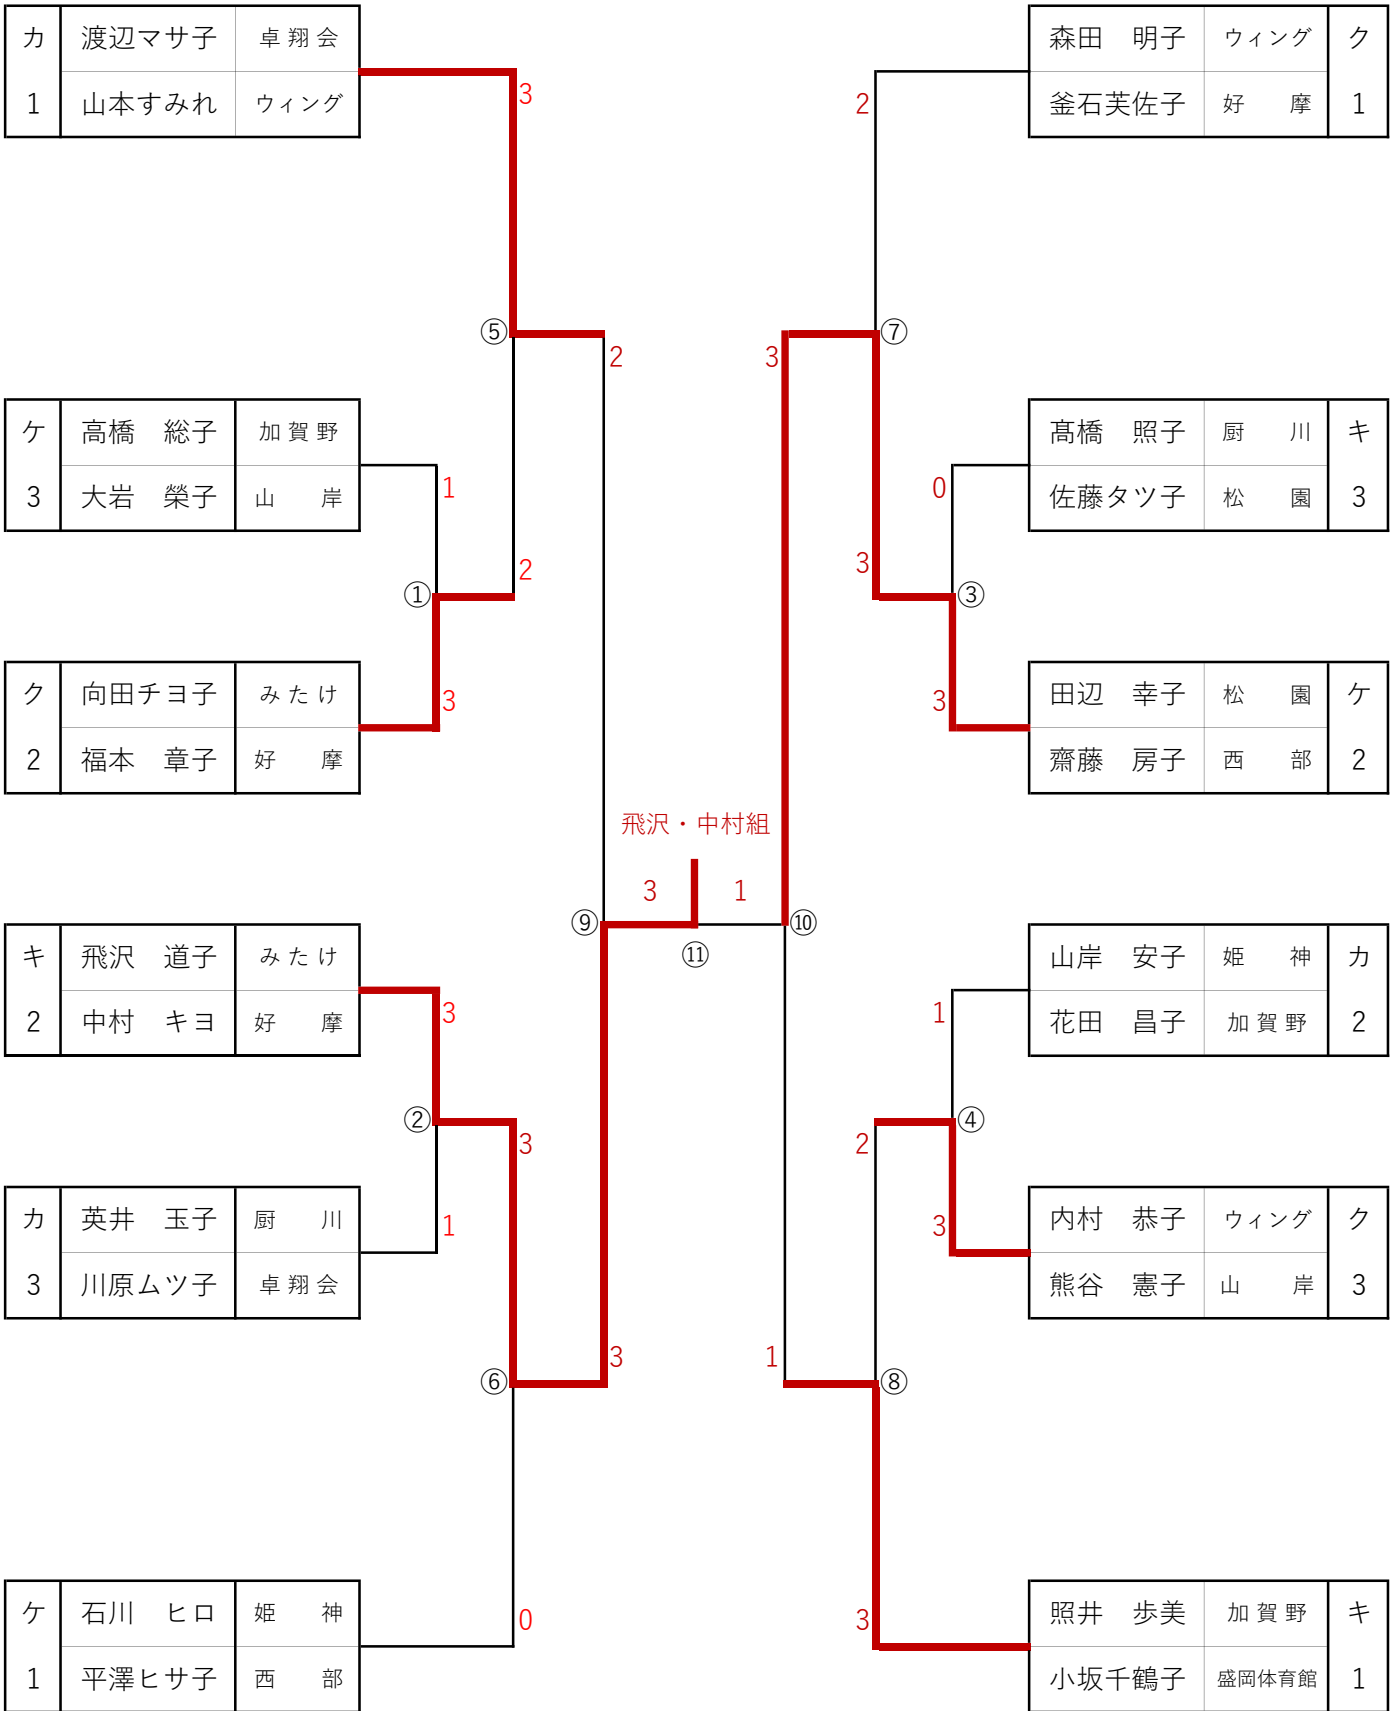 カ 渡辺マサ子 卓翔会
1 山本すみれ ウィング
3
⑤
2
ケ 高橋　総子 加賀野
3 大岩　榮子 山　岸
1
①
2
ク 向田チヨ子 みたけ
2 福本　章子 好　摩
3
キ 飛沢　道子 みたけ
2 中村　キヨ 好　摩
3
②
3
カ 英井　玉子 厨　川
3 川原ムツ子 卓翔会
1
⑥
3
ケ 石川　ヒロ 姫　神
1 平澤ヒサ子 西　部
0
飛沢・中村組
3 1
⑨ ⑩
⑪
森田　明子 ウィング ク
釜石芙佐子 好　摩 1
2
⑦
3
髙橋　照子 厨　川 キ
佐藤タツ子 松　園 3
0
③
3
田辺　幸子 松　園 ケ
齋藤　房子 西　部 2
3
山岸　安子 姫　神 カ
花田　昌子 加賀野 2
1
④
2
内村　恭子 ウィング ク
熊谷　憲子 山　岸 3
3
⑧
1
照井　歩美 加賀野 キ
小坂千鶴子 盛岡体育館 1
3